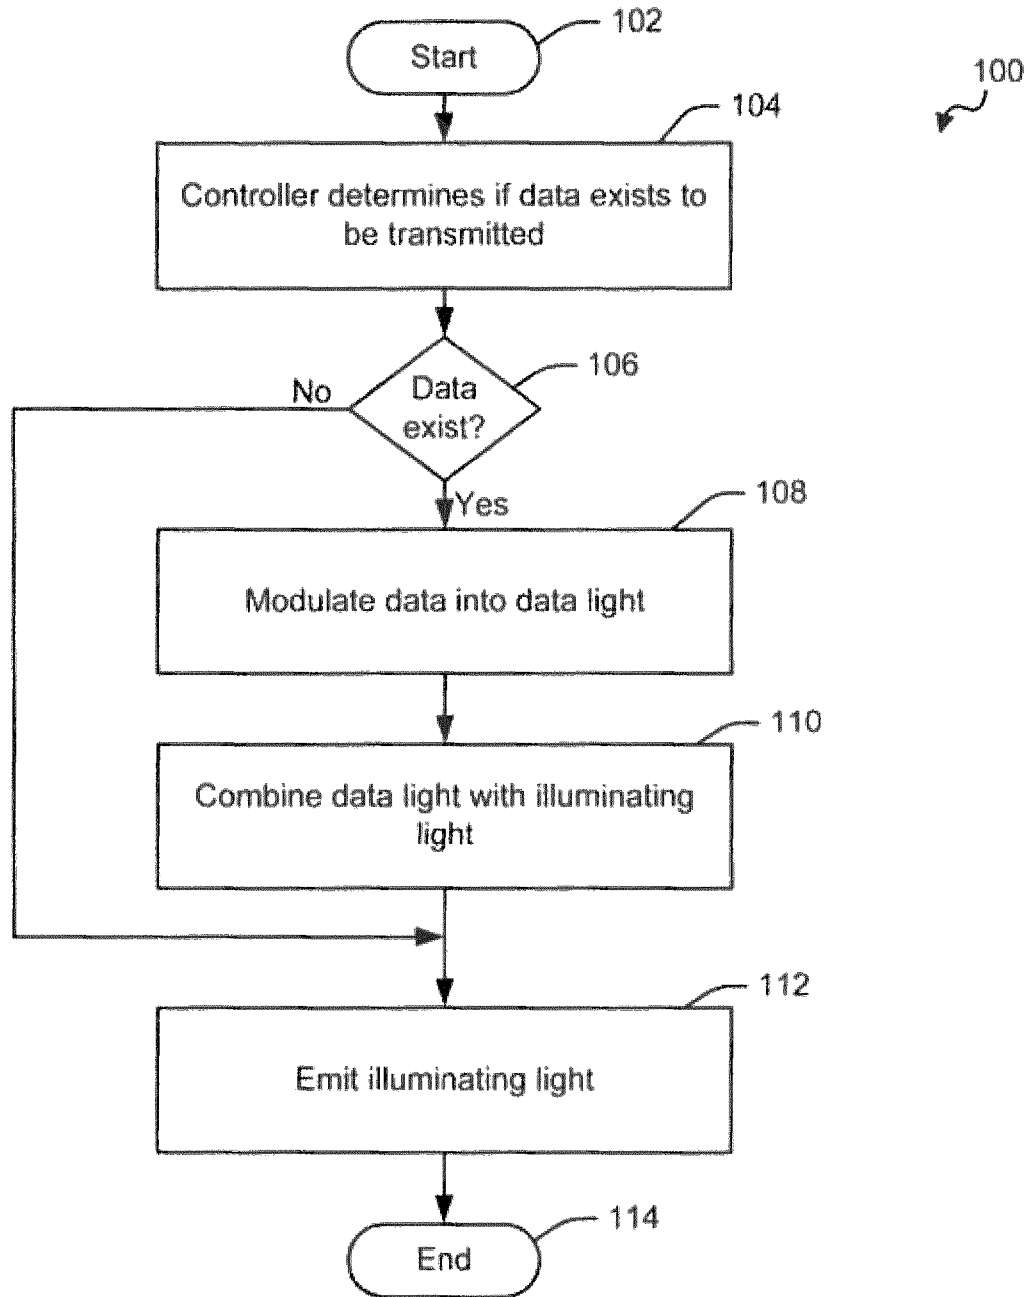 102
Start
100
104
Controller determines if data exists to
be transmitted
106
No
Data
exist?
Yes
108
Modulate data into data light
110
Combine data light with illuminating
light
112
Emit illuminating light
114
End